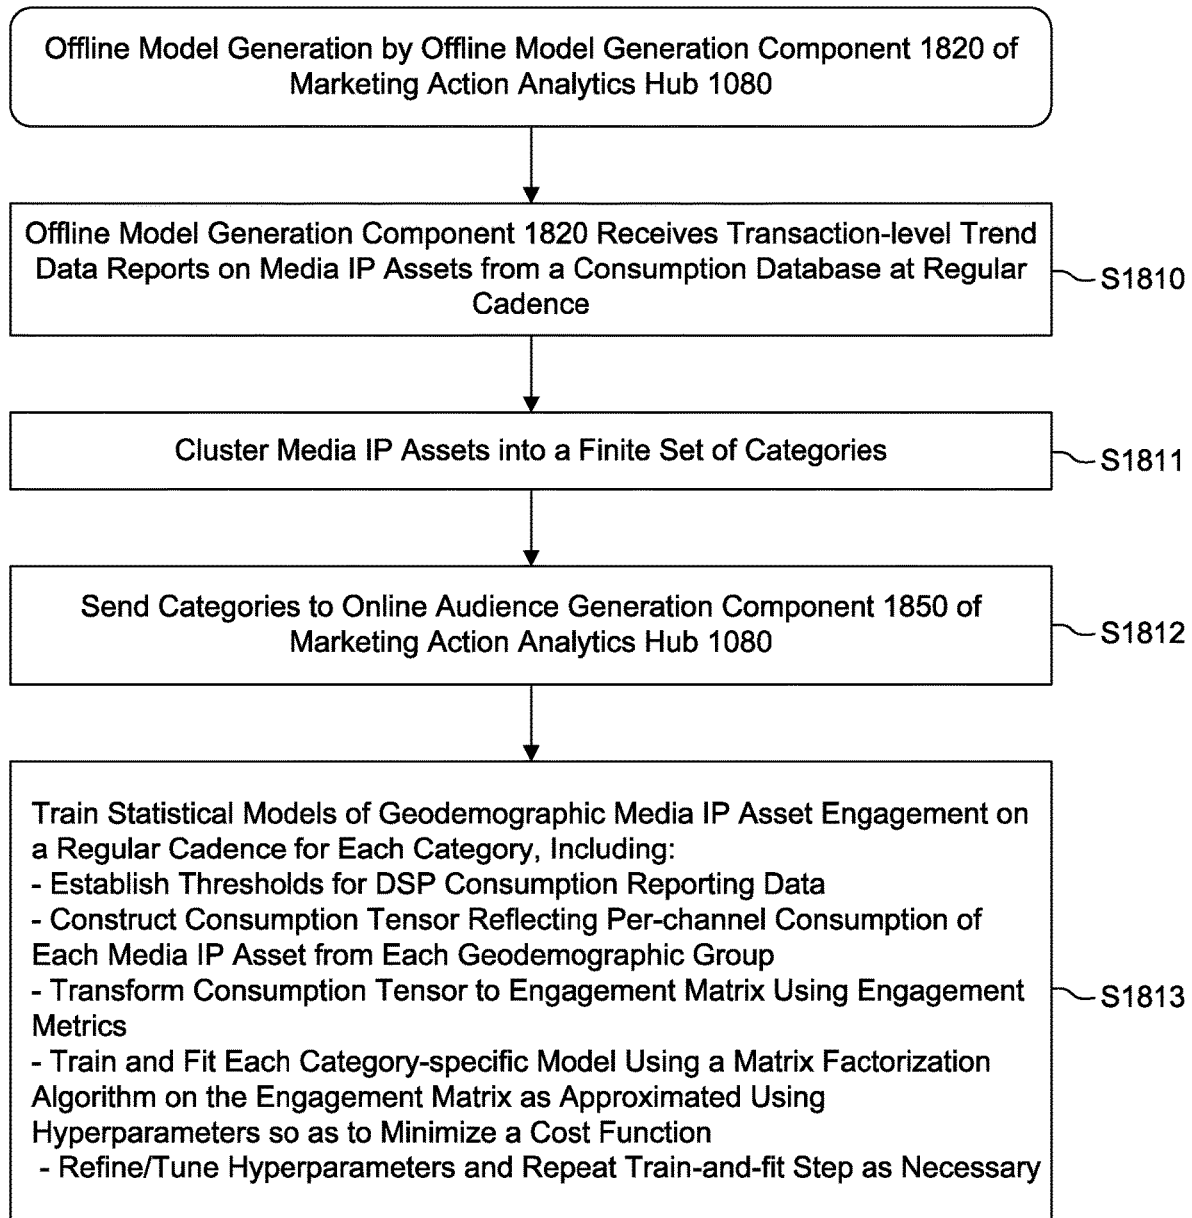 Offline Model Generation by Offline Model Generation Component 1820 of
Marketing Action Analytics Hub 1080
Offline Model Generation Component 1820 Receives Transaction-level Trend
Data Reports on Media IP Assets from a Consumption Database at Regular
Cadence
S1810
Cluster Media IP Assets into a Finite Set of Categories
S1811
Send Categories to Online Audience Generation Component 1850 of
Marketing Action Analytics Hub 1080
S1812
Train Statistical Models of Geodemographic Media IP Asset Engagement on
a Regular Cadence for Each Category, Including:
- Establish Thresholds for DSP Consumption Reporting Data
- Construct Consumption Tensor Reflecting Per-channel Consumption of
Each Media IP Asset from Each Geodemographic Group
- Transform Consumption Tensor to Engagement Matrix Using Engagement
Metrics
- Train and Fit Each Category-specific Model Using a Matrix Factorization
Algorithm on the Engagement Matrix as Approximated Using
Hyperparameters so as to Minimize a Cost Function
- Refine/Tune Hyperparameters and Repeat Train-and-fit Step as Necessary
S1813